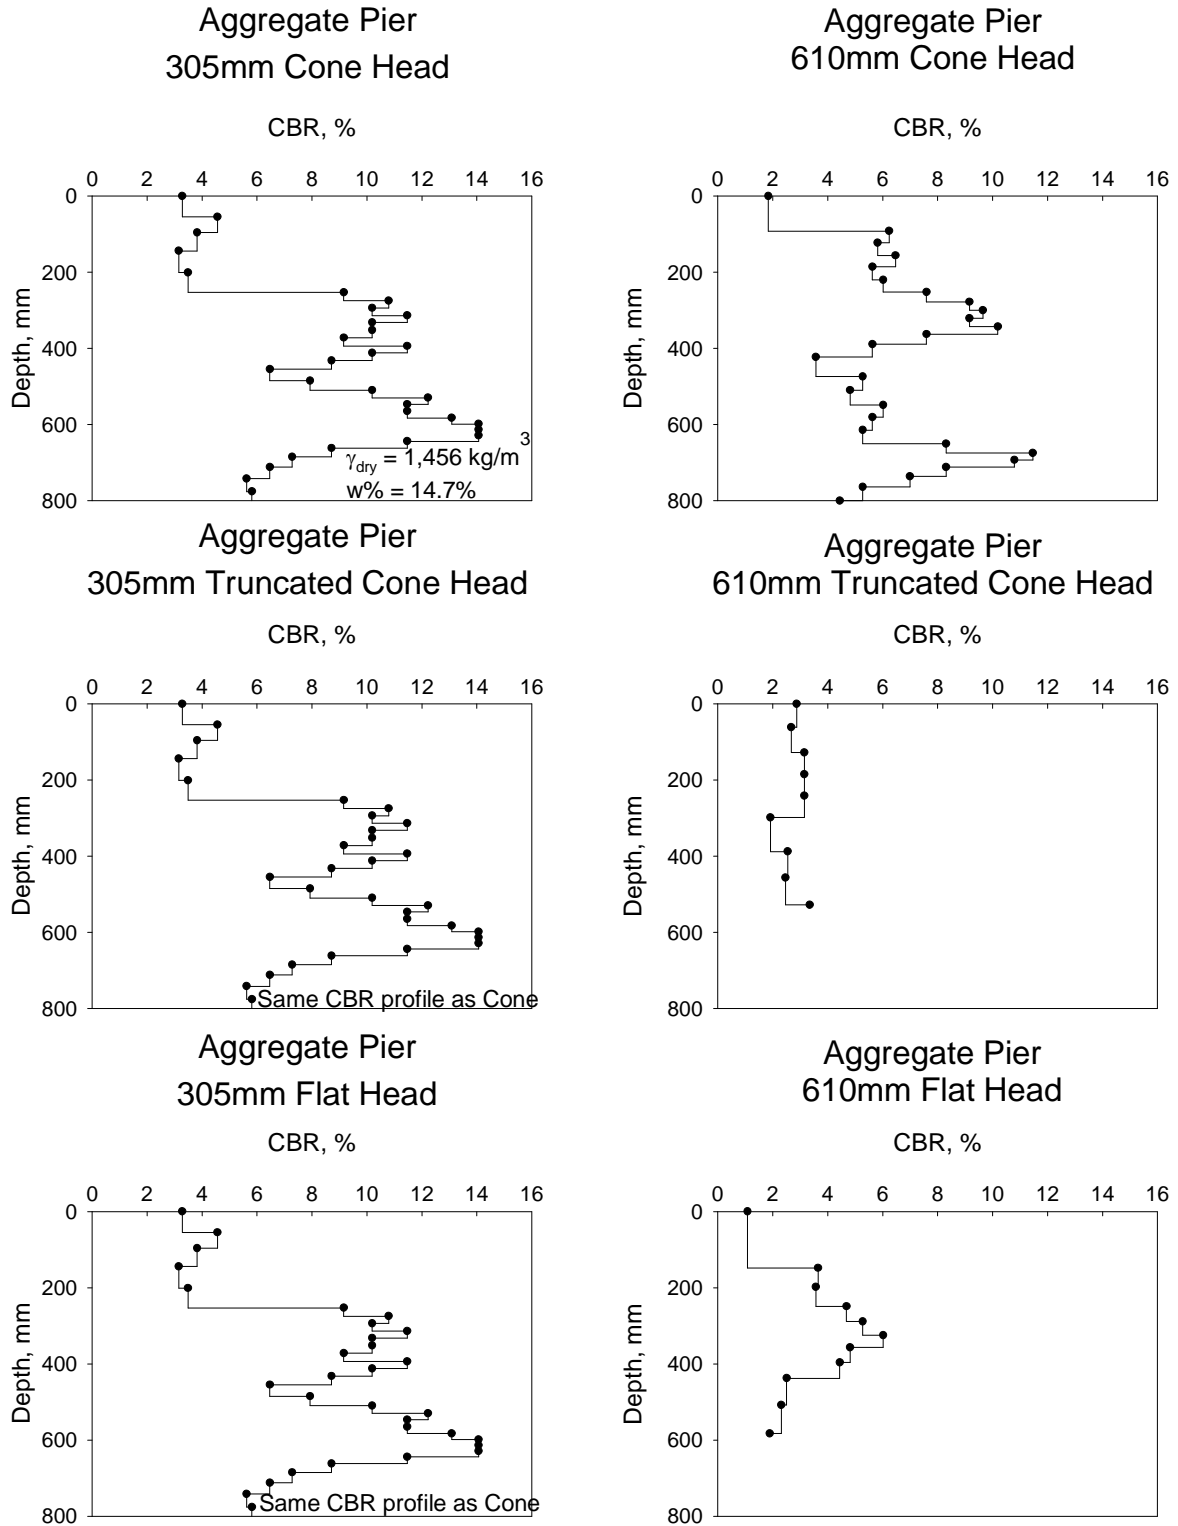 Aggregate Pier
305mm Cone Head
CBR, %
0 2 4 6 8 10 12 14 16
0
200
400
600
800
Depth, mm
γdry = 1,456 kg/m3
w% = 14.7%
Aggregate Pier
610mm Cone Head
CBR, %
0 2 4 6 8 10 12 14 16
0
200
400
600
800
Depth, mm
Aggregate Pier
305mm Truncated Cone Head
CBR, %
0 2 4 6 8 10 12 14 16
0
200
400
600
800
Depth, mm
Same CBR profile as Cone
Aggregate Pier
610mm Truncated Cone Head
CBR, %
0 2 4 6 8 10 12 14 16
0
200
400
600
800
Depth, mm
Aggregate Pier
305mm Flat Head
CBR, %
0 2 4 6 8 10 12 14 16
0
200
400
600
800
Depth, mm
Same CBR profile as Cone
Aggregate Pier
610mm Flat Head
CBR, %
0 2 4 6 8 10 12 14 16
0
200
400
600
800
Depth, mm